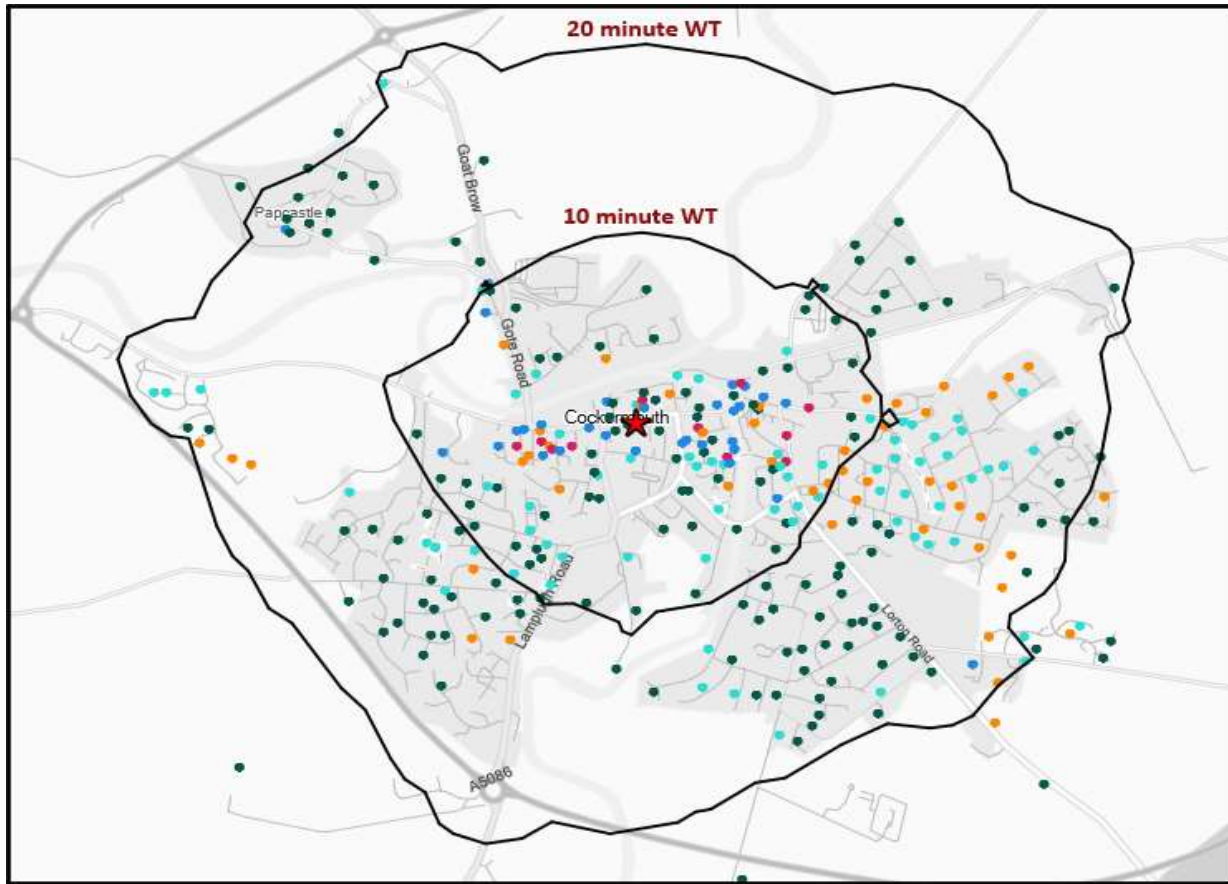 20 minute WT
Goat Brow
Papcastle
10 minute WT
Gote Road
Cockermouth
Lamplugh Road
Lorton Road
A5086